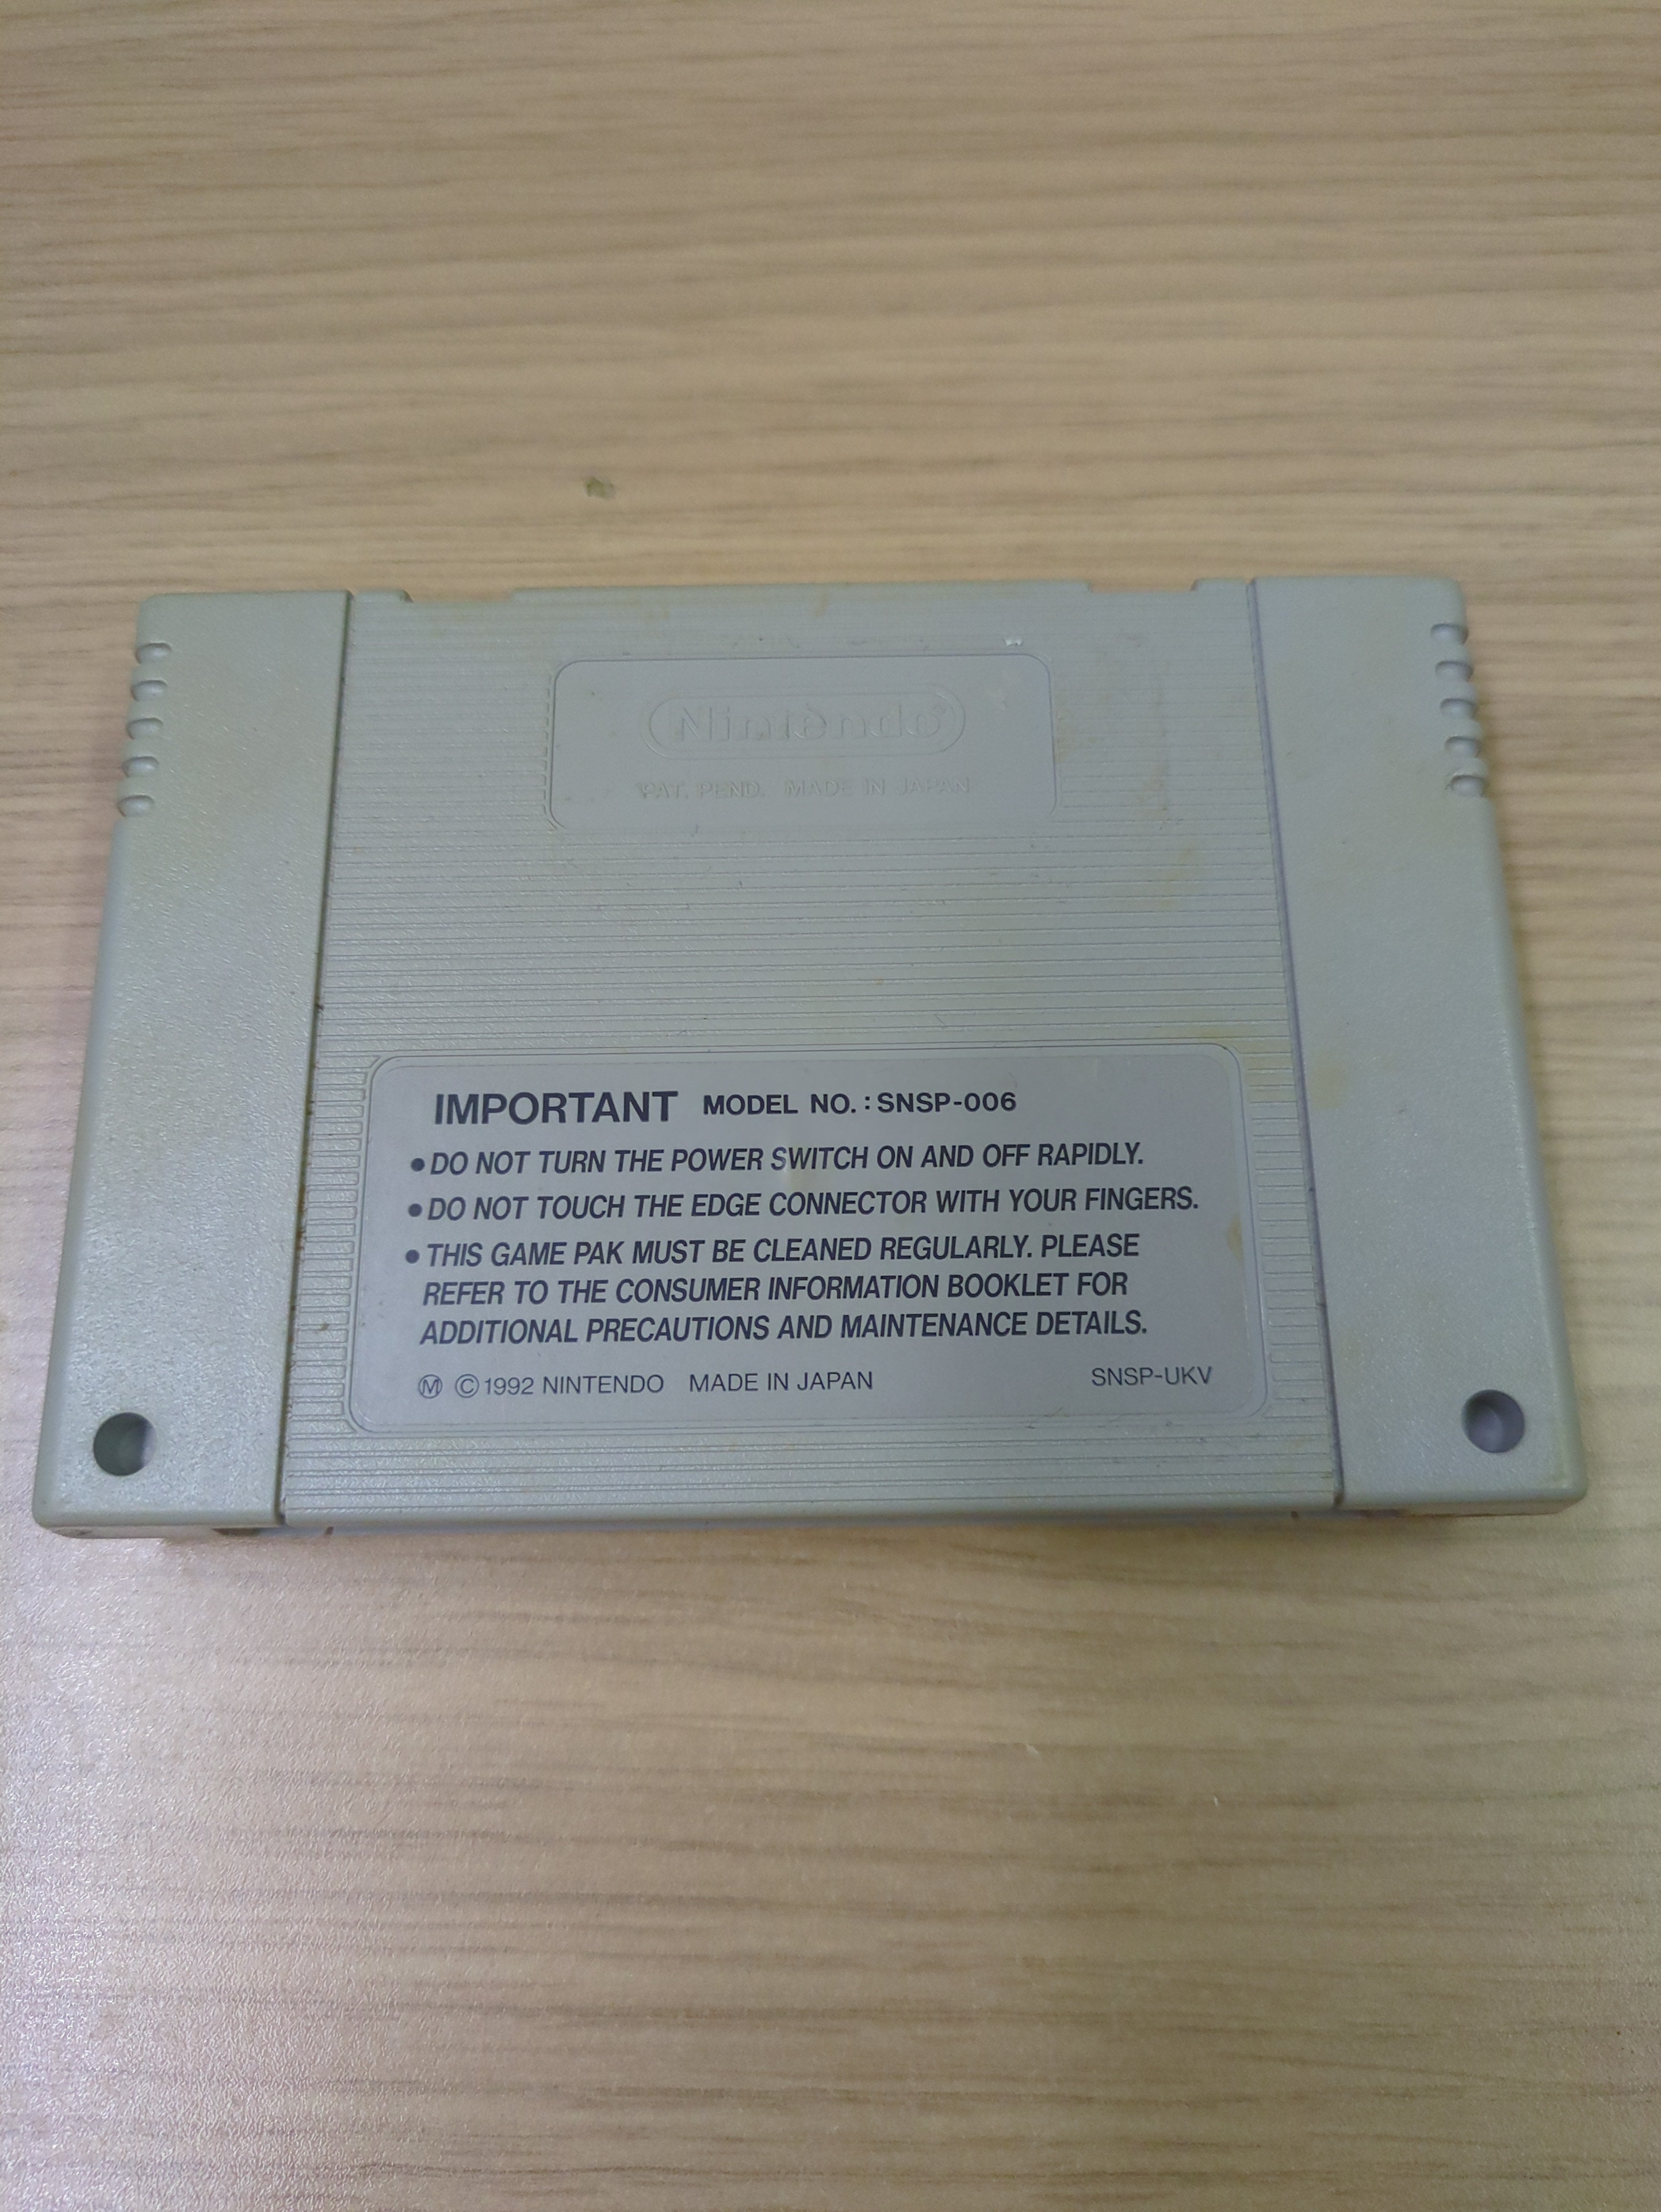 Nintendo®
PAT. PEND. MADE IN JAPAN
IMPORTANT MODEL NO.: SNSP-006
●DO NOT TURN THE POWER SWITCH ON AND OFF RAPIDLY.
●DO NOT TOUCH THE EDGE CONNECTOR WITH YOUR FINGERS.
●THIS GAME PAK MUST BE CLEANED REGULARLY. PLEASE
REFER TO THE CONSUMER INFORMATION BOOKLET FOR
ADDITIONAL PRECAUTIONS AND MAINTENANCE DETAILS.
Ⓜ ©1992 NINTENDO MADE IN JAPAN SNSP-UKV